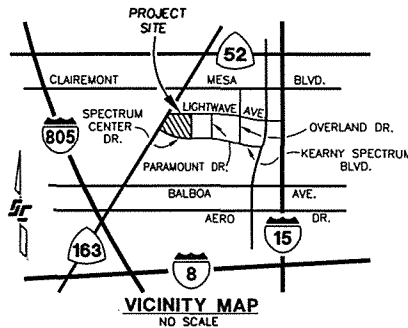 PROJECT
SITE
52
CLAIREMONT MESA BLVD.
LIGHTWAVE AVE.
SPECTRUM
CENTER
DR.
805
OVERLAND DR.
PARAMOUNT DR.
KEARNY SPECTRUM
BLVD.
BALBOA AVE.
AERO DR.
163
15
8
VICINITY MAP
NO SCALE